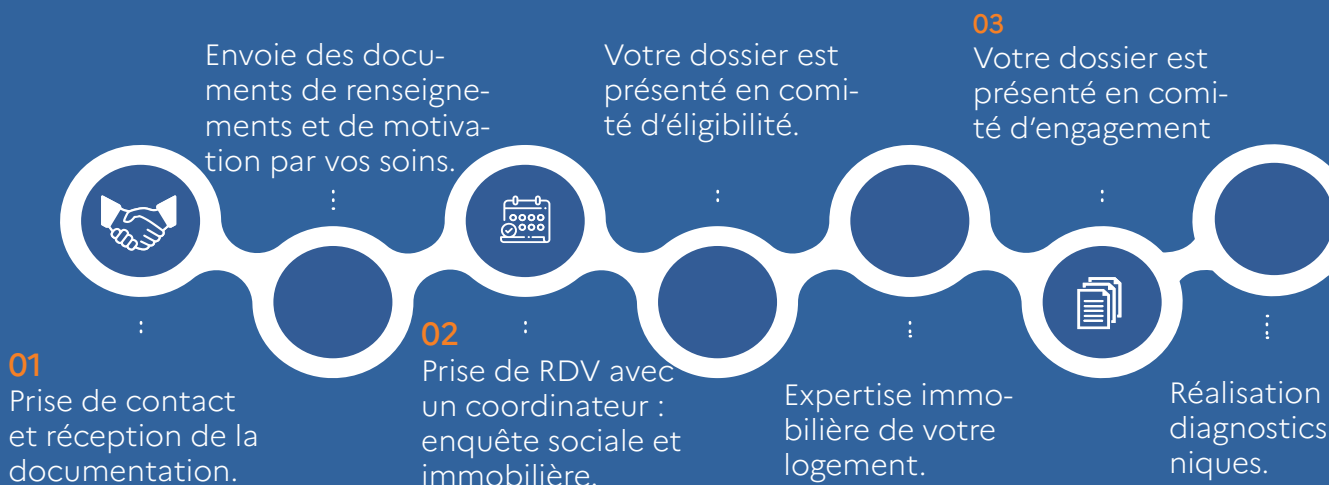 01
Prise de contact
et réception de la
documentation.
Envoie des docu-
ments de renseigne-
ments et de motiva-
tion par vos soins.
02
Prise de RDV avec
un coordinateur :
enquête sociale et
immobilière.
Votre dossier est
présenté en comi-
té d’éligibilité.
Expertise immo-
bilière de votre
logement.
03
Votre dossier est
présenté en comi-
té d’engagement
Réalisation
diagnostics
niques.